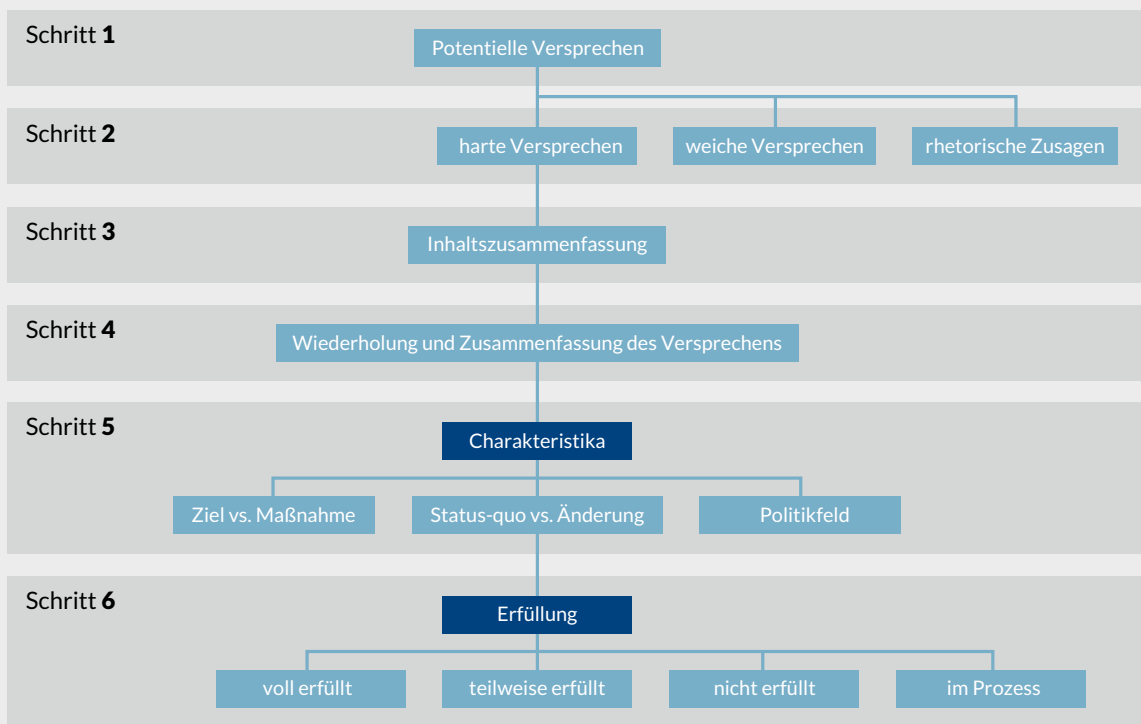 Schritt 1
Potentielle Versprechen
Schritt 2
harte Versprechen
weiche Versprechen
rhetorische Zusagen
Schritt 3
Inhaltszusammenfassung
Schritt 4
Wiederholung und Zusammenfassung des Versprechens
Schritt 5
Charakteristika
Ziel vs. Maßnahme
Status-quo vs. Änderung
Politikfeld
Schritt 6
Erfüllung
voll erfüllt
teilweise erfüllt
nicht erfüllt
im Prozess